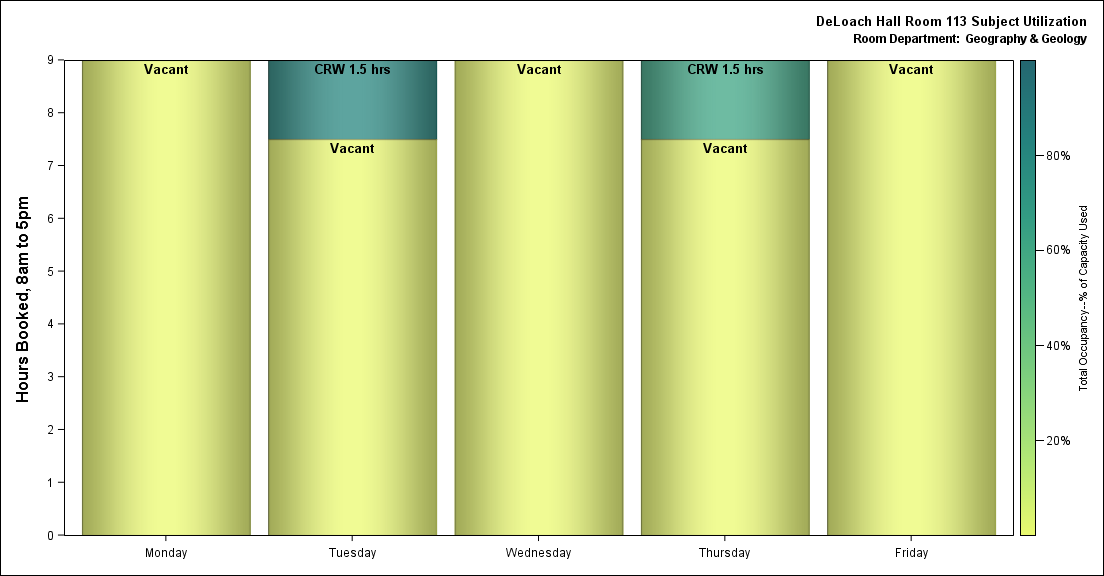 DeLoach Hall Room 113 Subject Utilization
Room Department: Geography & Geology
Hours Booked, 8am to 5pm
9
8
7
6
5
4
3
2
1
0
Vacant
CRW 1.5 hrs
Vacant
Vacant
CRW 1.5 hrs
Vacant
Vacant
Monday
Tuesday
Wednesday
Thursday
Friday
80%
60%
40%
20%
Total Occupancy--% of Capacity Used